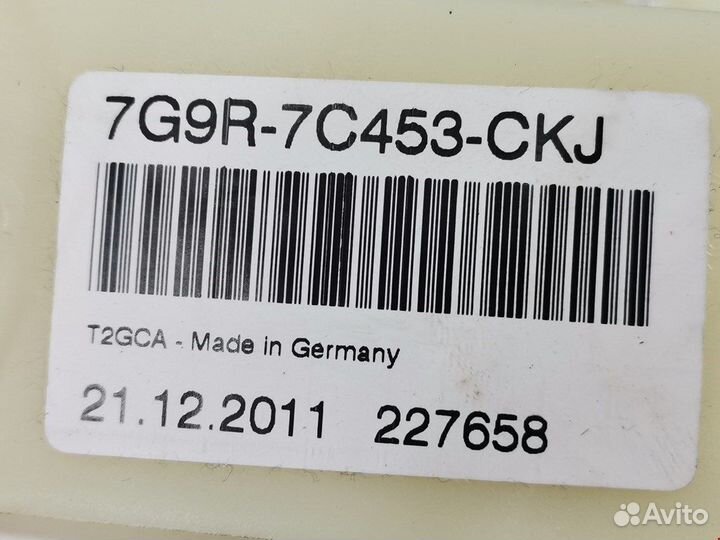 7G9R-7C453-CKJ
T2GCA - Made in Germany
21.12.2011 227658
Avito